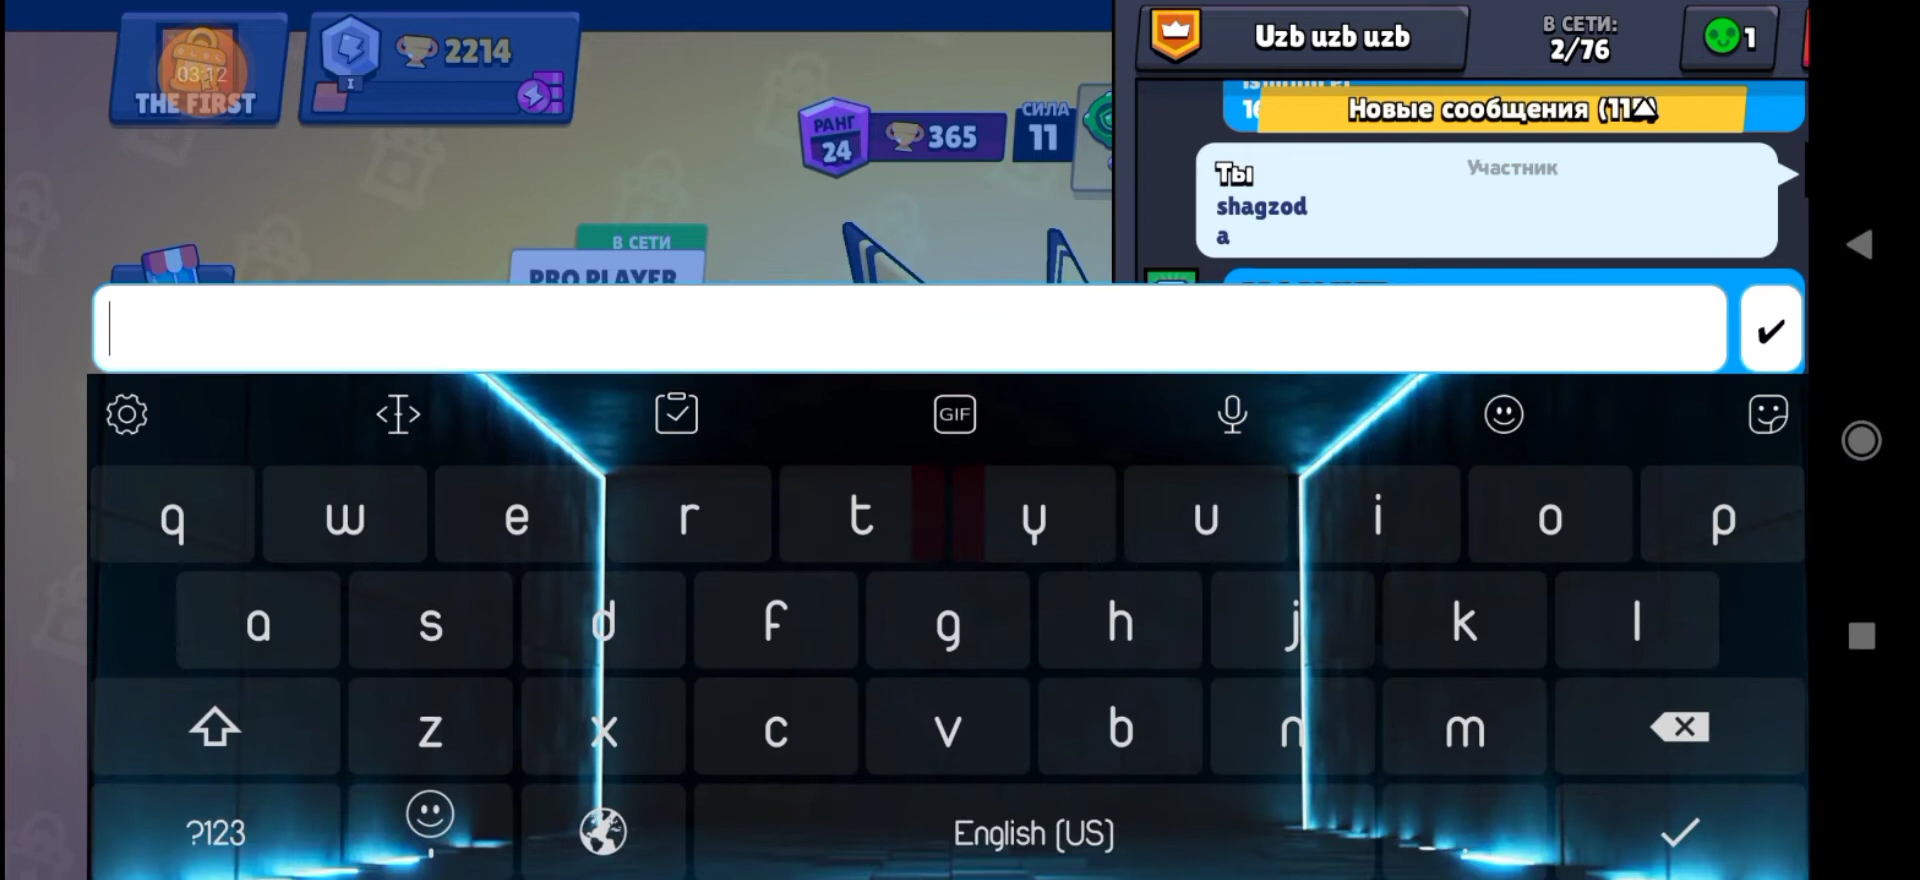 03:12
THE FIRST
I
2214
РАНГ
24
365
СИЛА
11
В СЕТИ
PRO PLAYER
Uzb uzb uzb
В СЕТИ:
2/76
1
Новые сообщения (11
Ты
Участник
shagzod
a
GIF
q w e r t y u i o p
a s d f g h j k l
z x c v b n m
?123
,
English (US)